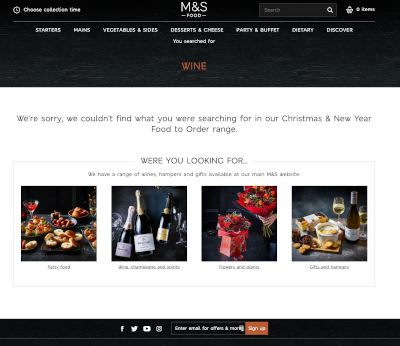 Choose collection time
M&S
FOOD
Search
0 items
STARTERS MAINS VEGETABLES & SIDES DESSERTS & CHEESE PARTY & BUFFET DIETARY DISCOVER
You searched for
WINE
We're sorry, we couldn't find what you were searching for in our Christmas & New Year
Food to Order range.
WERE YOU LOOKING FOR...
We have a range of wines, hampers and gifts available at our main M&S website.
Party food Wine, champagne and spirits Flowers and plants Gifts and hampers
Enter email for offers & more Sign up